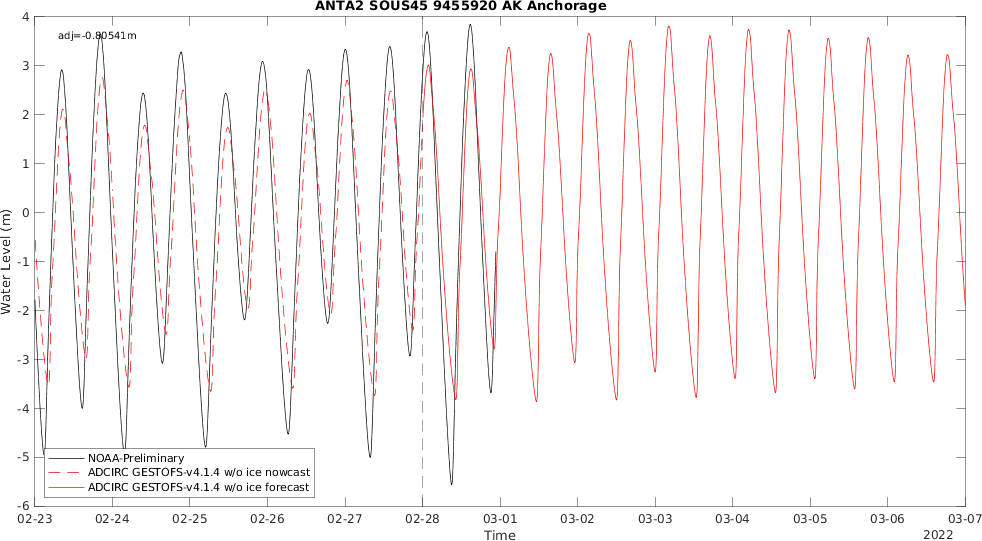 ANTA2 SOUS45 9455920 AK Anchorage
adj=-0.80541m
4
3
2
1
0
-1
-2
-3
-4
-5
-6
Water Level (m)
NOAA-Preliminary
ADCIRC GESTOFS-v4.1.4 w/o ice nowcast
ADCIRC GESTOFS-v4.1.4 w/o ice forecast
02-23 02-24 02-25 02-26 02-27 02-28 03-01 03-02 03-03 03-04 03-05 03-06 03-07
Time
2022